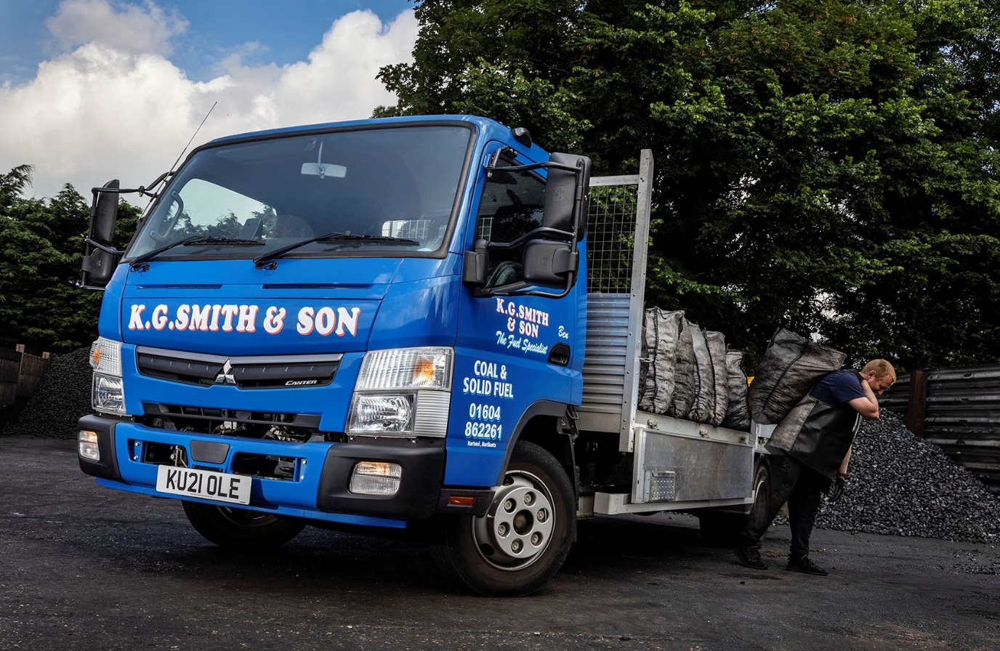 K.G.SMITH & SON
CANTER
KU21 OLE
K.G.SMITH
& SON
The Fuel Specialist
Ben
COAL &
SOLID FUEL
01604
862261
Hartwell, Northants